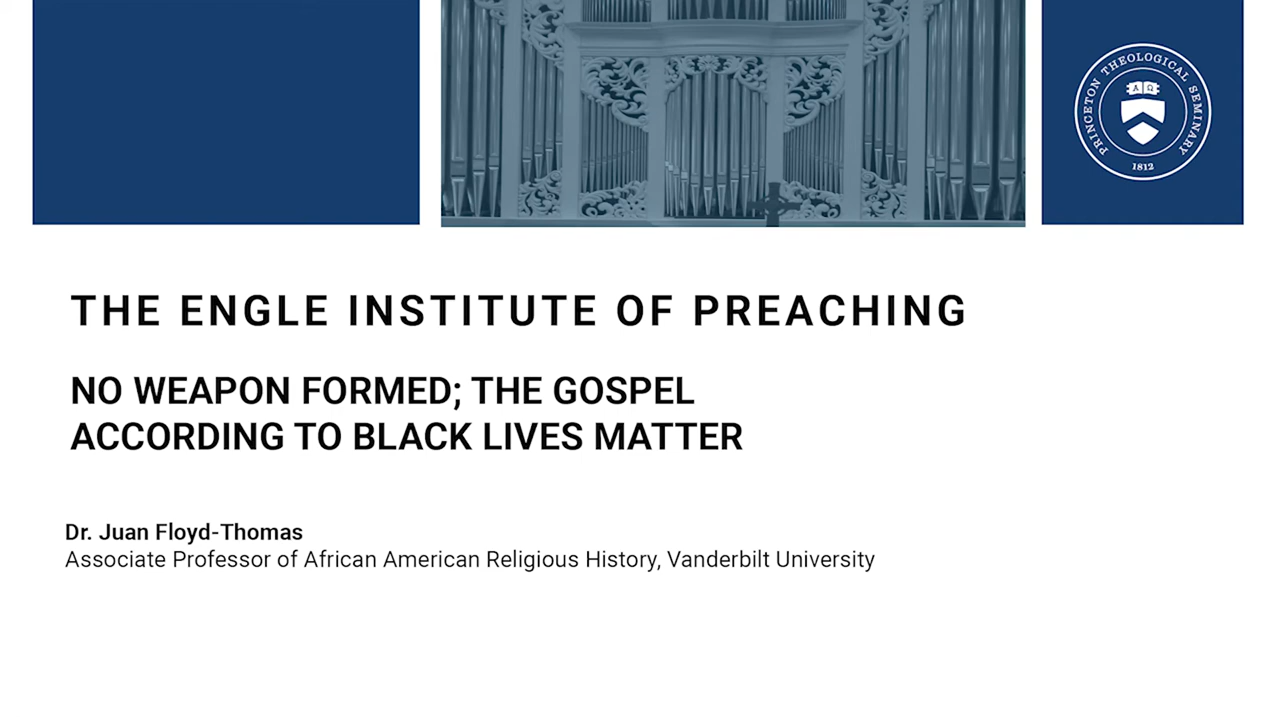 PRINCETON THEOLOGICAL SEMINARY
A Ω
1812
THE ENGLE INSTITUTE OF PREACHING
NO WEAPON FORMED; THE GOSPEL
ACCORDING TO BLACK LIVES MATTER
Dr. Juan Floyd-Thomas
Associate Professor of African American Religious History, Vanderbilt University